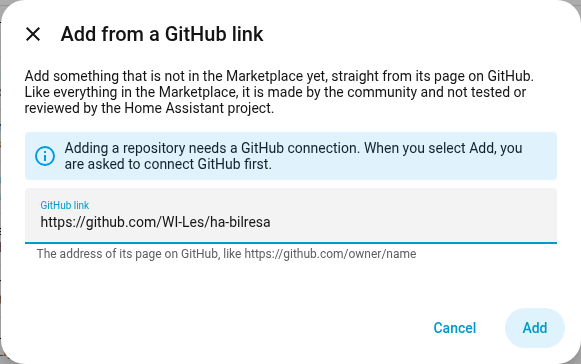 Add from a GitHub link
Add something that is not in the Marketplace yet, straight from its page on GitHub.
Like everything in the Marketplace, it is made by the community and not tested or
reviewed by the Home Assistant project.
Adding a repository needs a GitHub connection. When you select Add, you
are asked to connect GitHub first.
GitHub link
https://github.com/WI-Les/ha-bilresa
The address of its page on GitHub, like https://github.com/owner/name
Cancel
Add